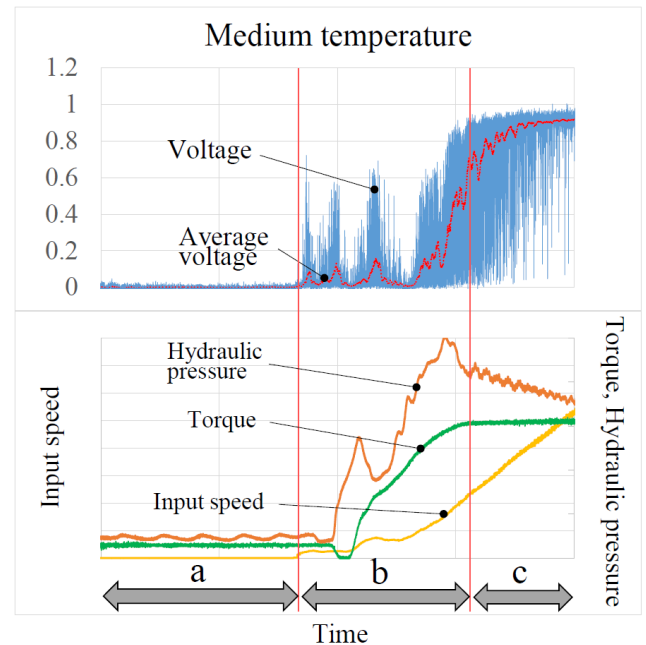 Medium temperature
1.2
1
0.8
0.6
0.4
0.2
0
Voltage
Average
voltage
Hydraulic
pressure
Torque
Input speed
Input speed
Torque, Hydraulic pressure
a
b
c
Time